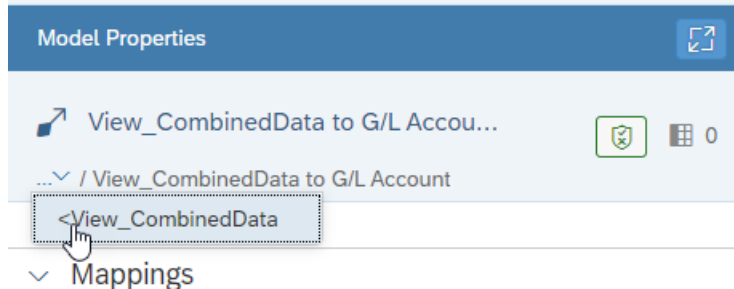 Model Properties
View_CombinedData to G/L Accou...
0
... / View_CombinedData to G/L Account
<View_CombinedData
Mappings